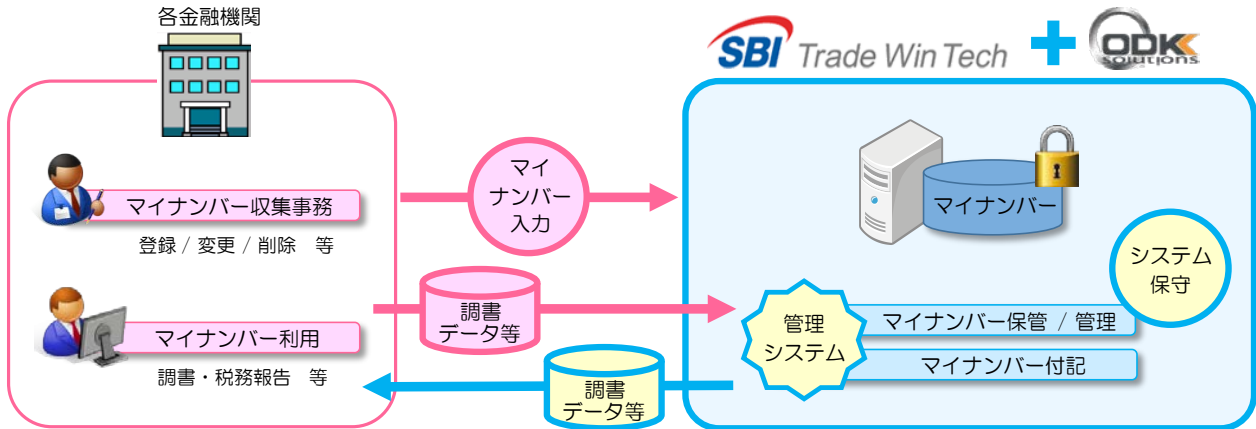 各金融機関
SBI Trade Win Tech
ODK
Solutions
マイナンバー収集事務
登録 / 変更 / 削除　等
マイナンバー利用
調書・税務報告　等
マイ
ナンバー
入力
調書
データ等
調書
データ等
マイナンバー
システム
保守
管理
システム
マイナンバー保管 / 管理
マイナンバー付記